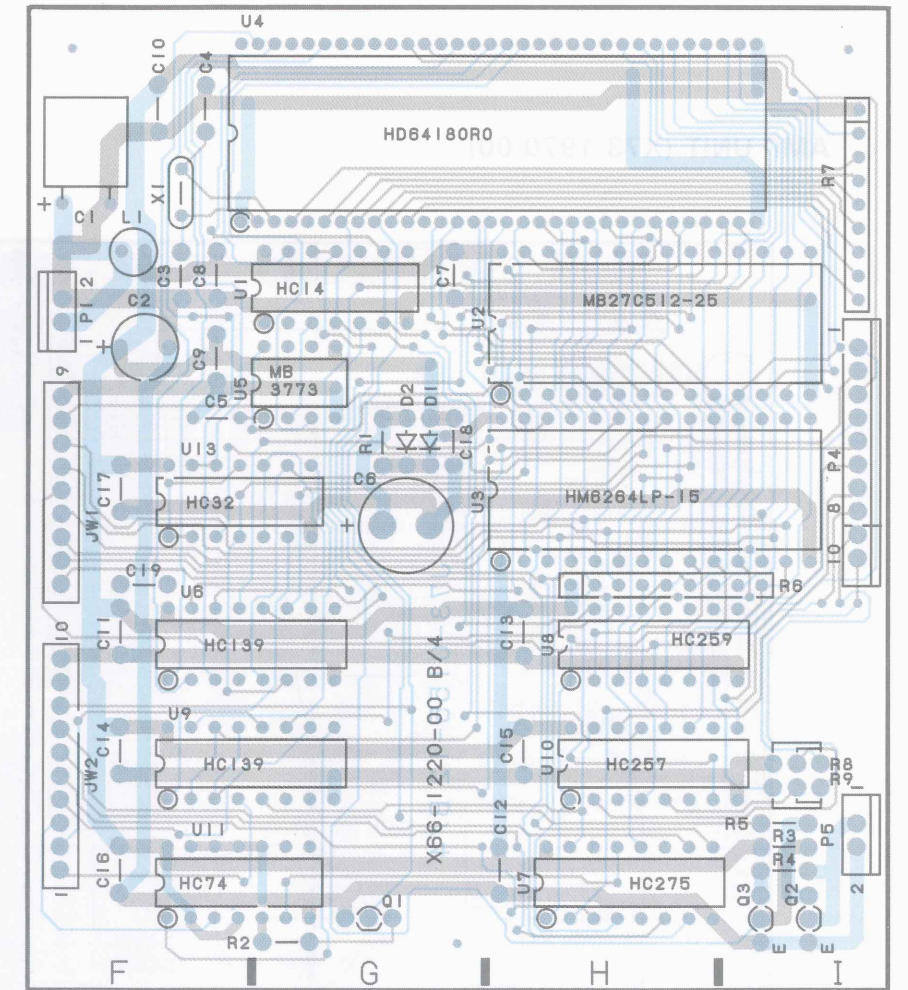 U4
C10
C4
HD64180R0
R7
X1
+
C1
L1
C3
C8
U1
HC14
C7
U2
MB27C512-25
2
P1
1
C2
+
1
C9
U5
MB
3773
D2
D1
9
C5
U13
R1
C18
C6
P4
C17
HC32
+
U3
HM6264LP-15
8
JW1
10
C19
U6
R6
C11
HC139
C13
U8
HC259
10
X66-1220-00 B/4
U9
C14
HC139
C15
U10
HC257
R8
R9
JW2
C12
1
U11
R5
R3
P5
R4
C16
HC74
U7
HC275
1
Q1
Q3
Q2
2
R2
E
E
F
G
H
I